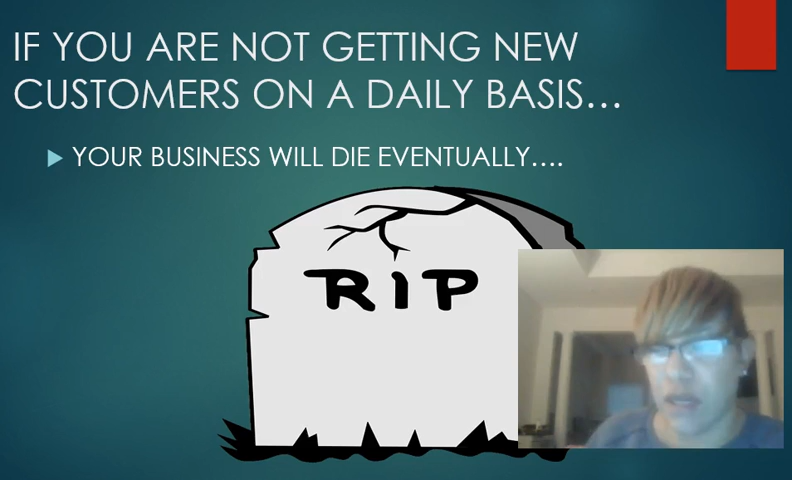 IF YOU ARE NOT GETTING NEW
CUSTOMERS ON A DAILY BASIS…
YOUR BUSINESS WILL DIE EVENTUALLY….
RIP